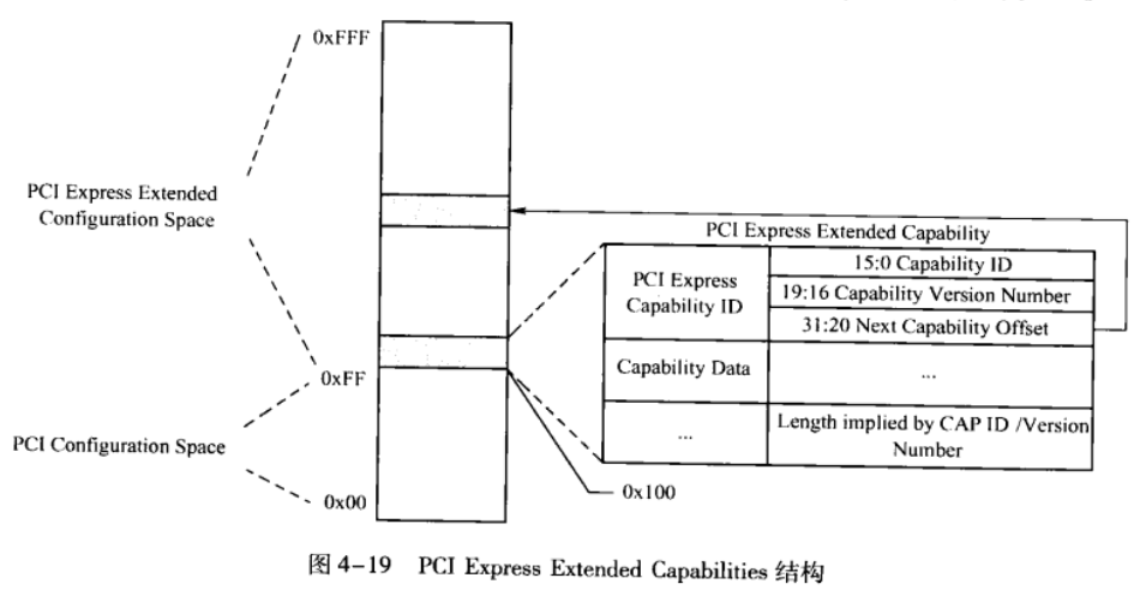 0xFFF
PCI Express Extended
Configuration Space
PCI Express Extended Capability
PCI Express
Capability ID
15:0 Capability ID
19:16 Capability Version Number
31:20 Next Capability Offset
0xFF
Capability Data
...
PCI Configuration Space
...
Length implied by CAP ID /Version
Number
0x00
0x100
图 4-19 PCI Express Extended Capabilities 结构